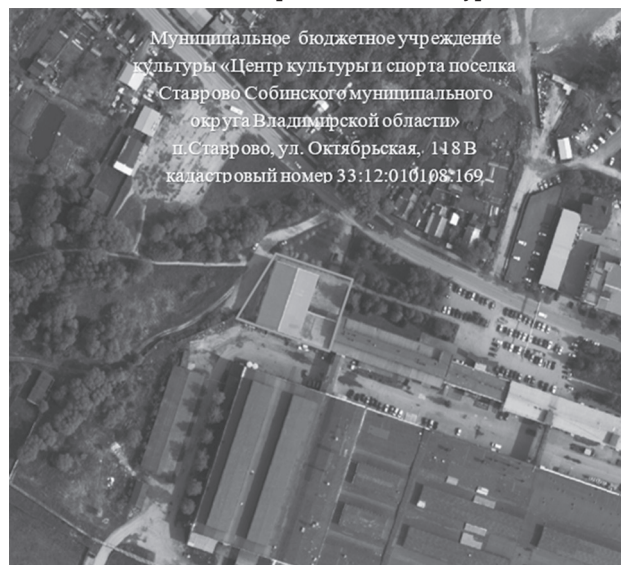 Муниципальное бюджетное учреждение
культуры «Центр культуры и спорта поселка
Ставрово Собинского муниципального
округа Владимирской области»
п.Ставрово, ул. Октябрьская, 118 В
кадастровый номер 33:12:010108:169